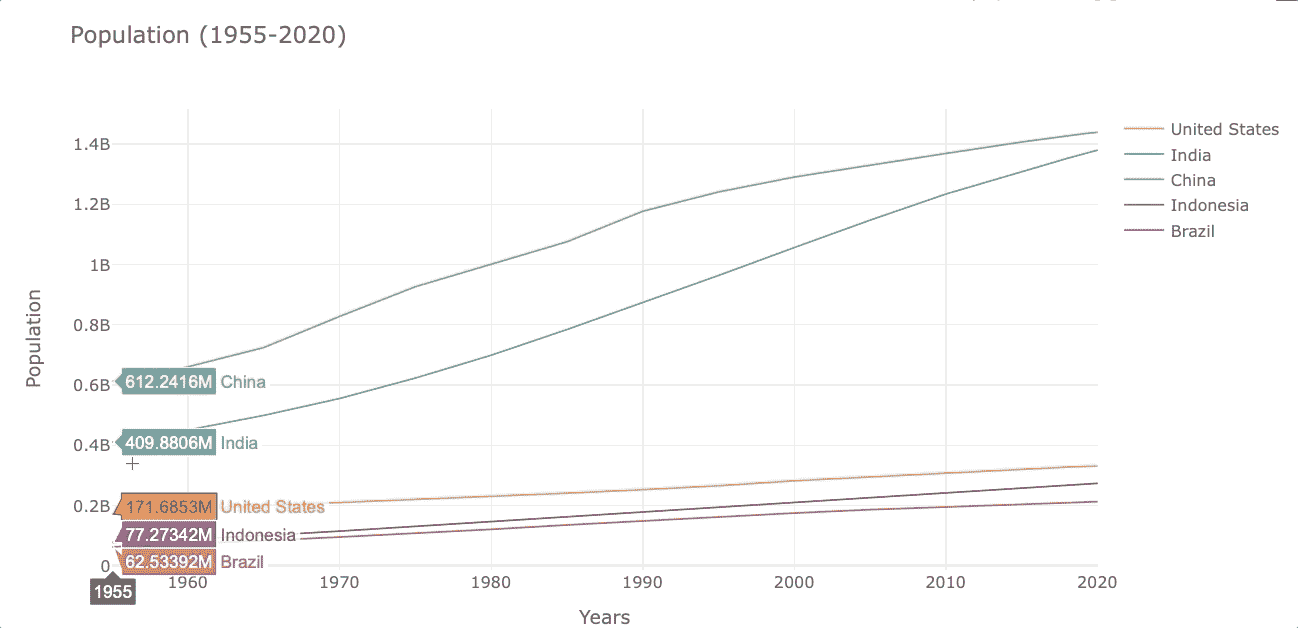 Population (1955-2020)
United States
India
China
Indonesia
Brazil
Population
1.4B
1.2B
1B
0.8B
0.6B
0.4B
0.2B
0
612.2416M China
409.8806M India
171.6853M United States
77.27342M Indonesia
62.53392M Brazil
1955
1960
1970
1980
1990
2000
2010
2020
Years